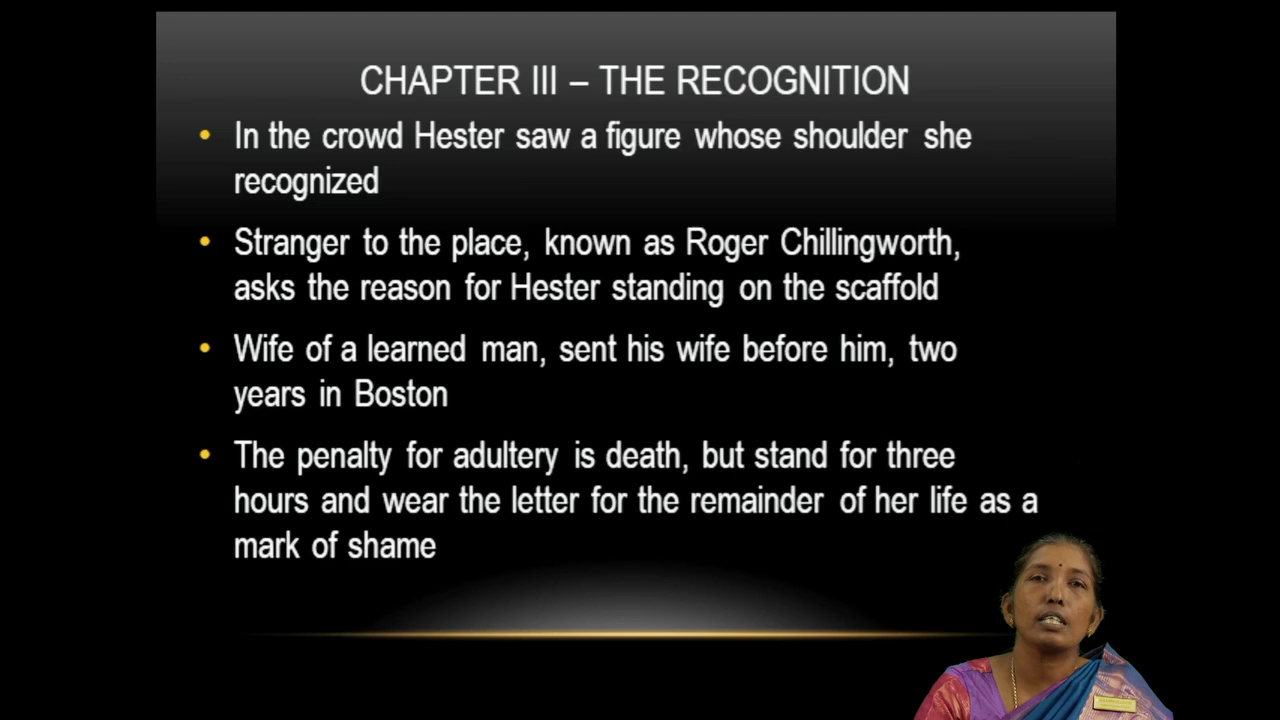 CHAPTER III – THE RECOGNITION
• In the crowd Hester saw a figure whose shoulder she
recognized
• Stranger to the place, known as Roger Chillingworth,
asks the reason for Hester standing on the scaffold
• Wife of a learned man, sent his wife before him, two
years in Boston
• The penalty for adultery is death, but stand for three
hours and wear the letter for the remainder of her life as a
mark of shame